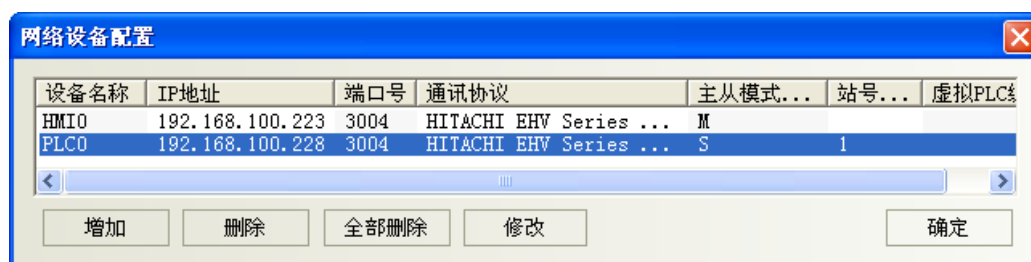 网络设备配置
设备名称 IP地址 端口号 通讯协议 主从模式... 站号... 虚拟PLC
HMI0 192.168.100.223 3004 HITACHI EHV Series ... M
PLC0 192.168.100.228 3004 HITACHI EHV Series ... S 1
增加 删除 全部删除 修改 确定